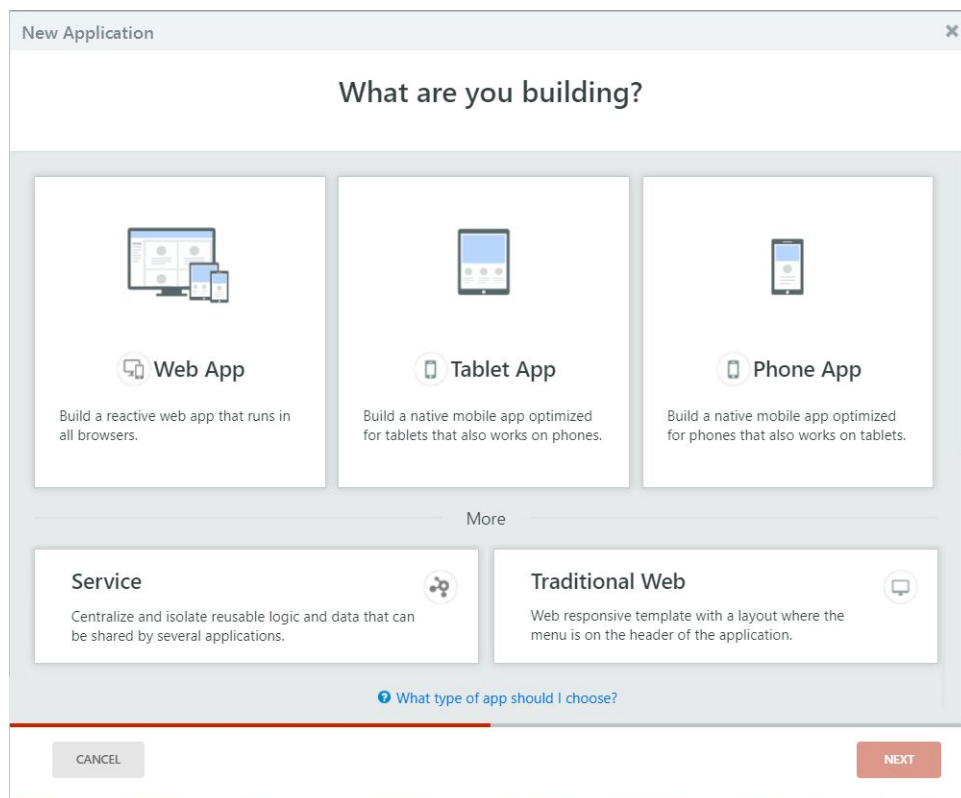 New Application
What are you building?
Web App
Build a reactive web app that runs in
all browsers.
Tablet App
Build a native mobile app optimized
for tablets that also works on phones.
Phone App
Build a native mobile app optimized
for phones that also works on tablets.
More
Service
Centralize and isolate reusable logic and data that can
be shared by several applications.
Traditional Web
Web responsive template with a layout where the
menu is on the header of the application.
What type of app should I choose?
CANCEL
NEXT